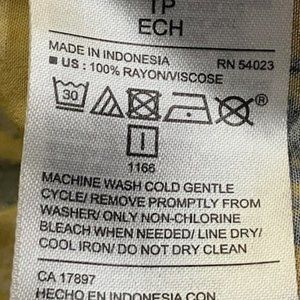 TP
ECH
MADE IN INDONESIA RN 54023
■ US : 100% RAYON/VISCOSE
30
®
I
1166
MACHINE WASH COLD GENTLE
CYCLE/ REMOVE PROMPTLY FROM
WASHER/ ONLY NON-CHLORINE
BLEACH WHEN NEEDED/ LINE DRY/
COOL IRON/ DO NOT DRY CLEAN
CA 17897
HECHO EN INDONESIA CON